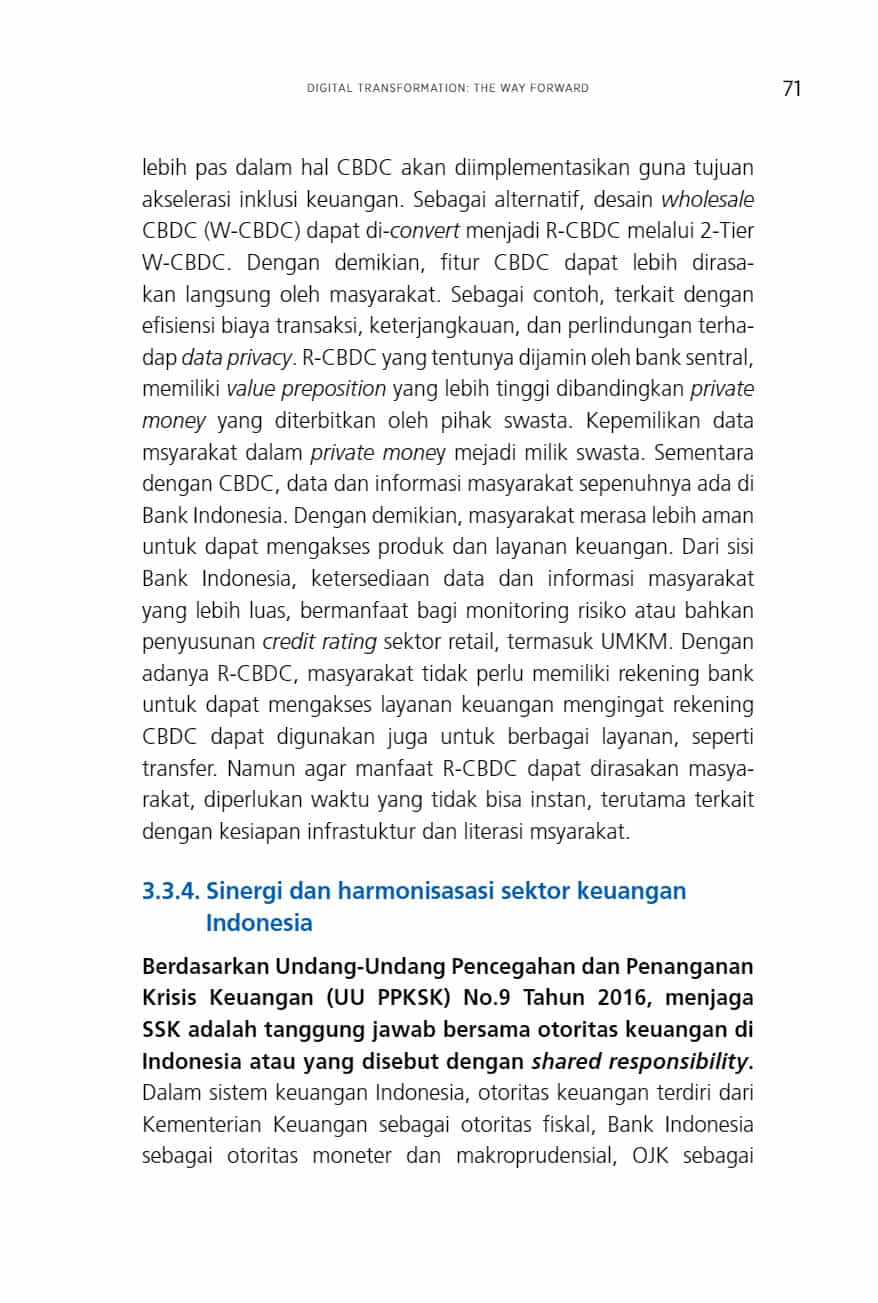 DIGITAL TRANSFORMATION: THE WAY FORWARD
71
lebih pas dalam hal CBDC akan diimplementasikan guna tujuan
akselerasi inklusi keuangan. Sebagai alternatif, desain wholesale
CBDC (W-CBDC) dapat di-convert menjadi R-CBDC melalui 2-Tier
W-CBDC. Dengan demikian, fitur CBDC dapat lebih dirasa-
kan langsung oleh masyarakat. Sebagai contoh, terkait dengan
efisiensi biaya transaksi, keterjangkauan, dan perlindungan terha-
dap data privacy. R-CBDC yang tentunya dijamin oleh bank sentral,
memiliki value preposition yang lebih tinggi dibandingkan private
money yang diterbitkan oleh pihak swasta. Kepemilikan data
msyarakat dalam private money mejadi milik swasta. Sementara
dengan CBDC, data dan informasi masyarakat sepenuhnya ada di
Bank Indonesia. Dengan demikian, masyarakat merasa lebih aman
untuk dapat mengakses produk dan layanan keuangan. Dari sisi
Bank Indonesia, ketersediaan data dan informasi masyarakat
yang lebih luas, bermanfaat bagi monitoring risiko atau bahkan
penyusunan credit rating sektor retail, termasuk UMKM. Dengan
adanya R-CBDC, masyarakat tidak perlu memiliki rekening bank
untuk dapat mengakses layanan keuangan mengingat rekening
CBDC dapat digunakan juga untuk berbagai layanan, seperti
transfer. Namun agar manfaat R-CBDC dapat dirasakan masya-
rakat, diperlukan waktu yang tidak bisa instan, terutama terkait
dengan kesiapan infrastuktur dan literasi msyarakat.
3.3.4. Sinergi dan harmonisasasi sektor keuangan
Indonesia
Berdasarkan Undang-Undang Pencegahan dan Penanganan
Krisis Keuangan (UU PPKSK) No.9 Tahun 2016, menjaga
SSK adalah tanggung jawab bersama otoritas keuangan di
Indonesia atau yang disebut dengan shared responsibility.
Dalam sistem keuangan Indonesia, otoritas keuangan terdiri dari
Kementerian Keuangan sebagai otoritas fiskal, Bank Indonesia
sebagai otoritas moneter dan makroprudensial, OJK sebagai